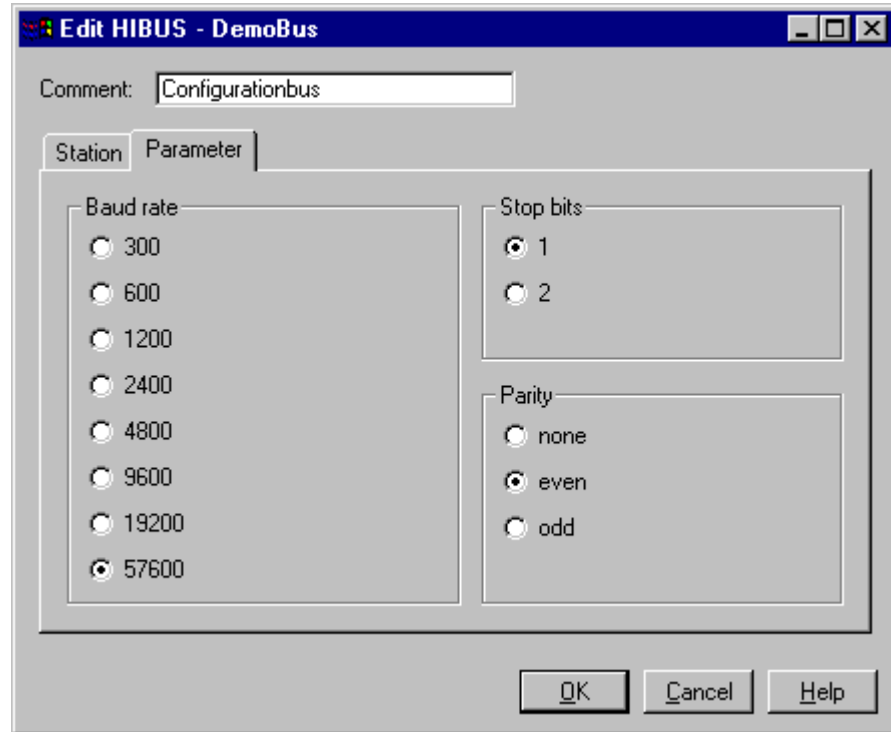 Edit HIBUS - DemoBus
Comment: Configurationbus
Station Parameter
Baud rate
300
600
1200
2400
4800
9600
19200
57600
Stop bits
1
2
Parity
none
even
odd
OK Cancel Help